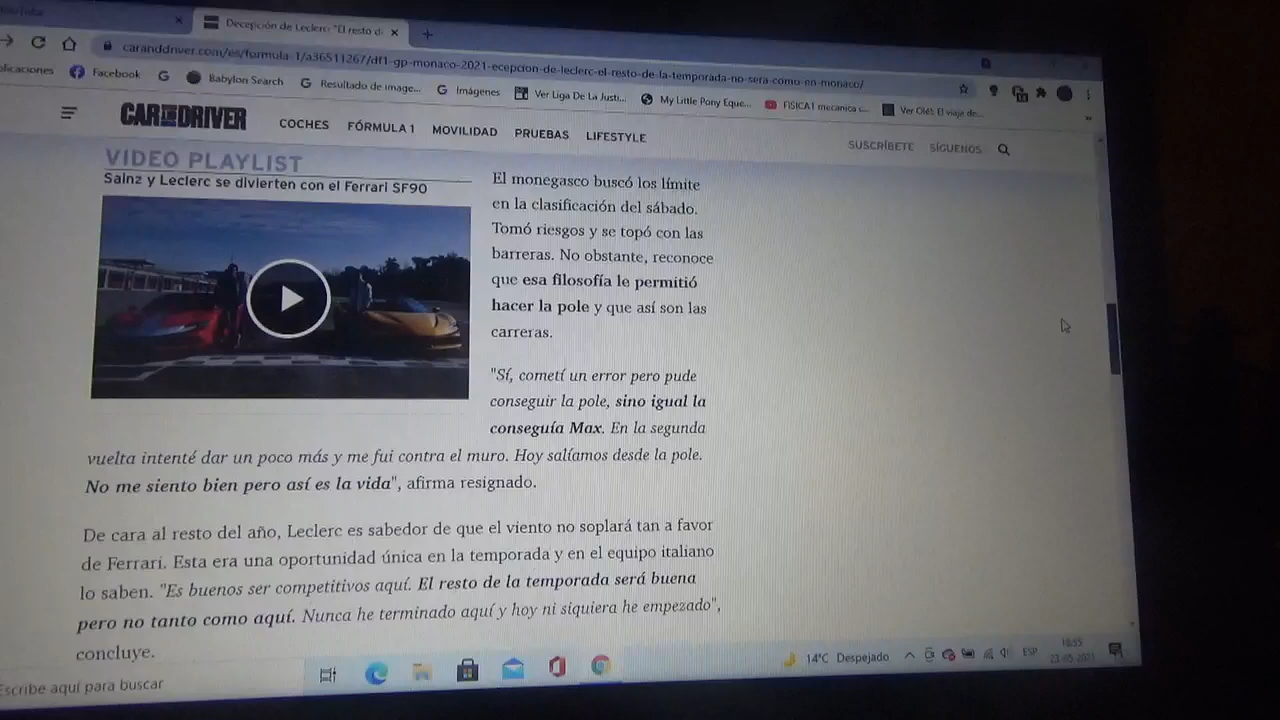 Decepción de Leclerc: "El resto d
caranddriver.com/es/formula-1/a36511267/df1-gp-monaco-2021-ecepcion-de-leclerc-el-resto-de-la-temporada-no-sera-como-en-monaco/
plicaciones Facebook Babylon Search Resultado de image... Imágenes Ver Liga De La Justi... My Little Pony Eque... FISICA1 mecanica c... Ver Olé!: El viaje de...
CAR AND DRIVER COCHES FÓRMULA 1 MOVILIDAD PRUEBAS LIFESTYLE SUSCRÍBETE SÍGUENOS
VIDEO PLAYLIST
Sainz y Leclerc se divierten con el Ferrari SF90
El monegasco buscó los límite
en la clasificación del sábado.
Tomó riesgos y se topó con las
barreras. No obstante, reconoce
que esa filosofía le permitió
hacer la pole y que así son las
carreras.
"Sí, cometí un error pero pude
conseguir la pole, sino igual la
conseguía Max. En la segunda
vuelta intenté dar un poco más y me fui contra el muro. Hoy salíamos desde la pole.
No me siento bien pero así es la vida", afirma resignado.
De cara al resto del año, Leclerc es sabedor de que el viento no soplará tan a favor
de Ferrari. Esta era una oportunidad única en la temporada y en el equipo italiano
lo saben. "Es buenos ser competitivos aquí. El resto de la temporada será buena
pero no tanto como aquí. Nunca he terminado aquí y hoy ni siquiera he empezado",
concluye.
Escribe aquí para buscar
14°C Despejado ESP
23-05-2021